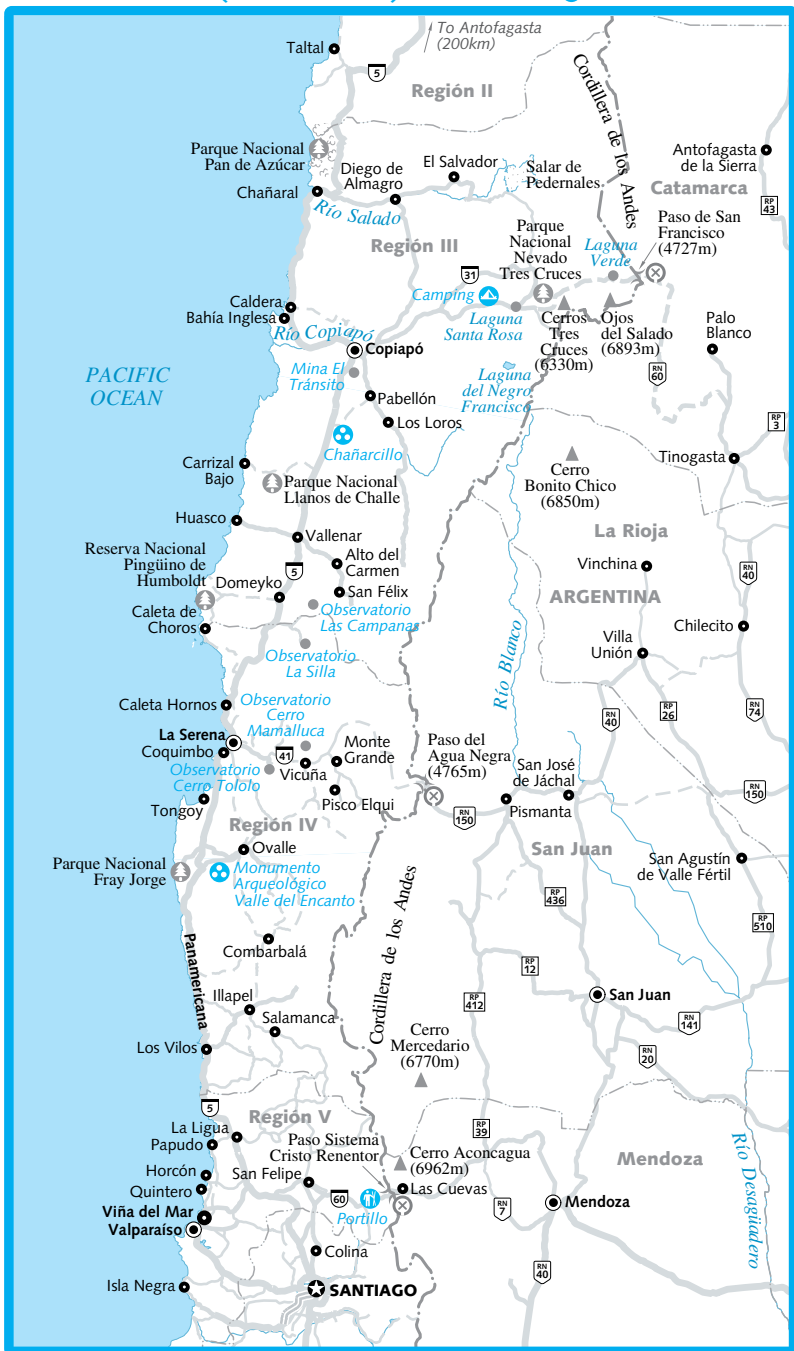 To Antofagasta
(200km)
Taltal
5
Región II
Cordillera de los Andes
Parque Nacional
Pan de Azúcar
Antofagasta
de la Sierra
El Salvador
Diego de
Almagro
Salar de
Pedernales
Chañaral
Catamarca
RP
43
Río Salado
Parque
Nacional
Nevado
Tres Cruces
Paso de San
Francisco
(4727m)
Región III
Laguna
Verde
31
Camping
Caldera
Bahía Inglesa
Río Copiapó
Laguna
Santa Rosa
Cerros
Tres
Cruces
(6330m)
Ojos
del Salado
(6893m)
Palo
Blanco
Copiapó
Mina El
Tránsito
PACIFIC
OCEAN
Laguna
del Negro
Francisco
RN
60
Pabellón
Los Loros
RP
3
Chañarcillo
Carrizal
Bajo
Cerro
Bonito Chico
(6850m)
Tinogasta
Parque Nacional
Llanos de Challe
Huasco
Vallenar
La Rioja
Reserva Nacional
Pingüino de
Humboldt
Alto del
Carmen
Vinchina
RN
40
Domeyko
5
San Félix
ARGENTINA
Caleta de
Choros
Observatorio
Las Campanas
Chilecito
Observatorio
La Silla
Villa
Unión
Río Blanco
Caleta Hornos
Observatorio
Cerro
Mamalluca
RN
40
RP
26
RN
74
La Serena
Coquimbo
41
Monte
Grande
Paso del
Agua Negra
(4765m)
Observatorio
Cerro Tololo
Vicuña
San José
de Jáchal
Tongoy
Pisco Elqui
RN
150
Pismanta
RN
150
Región IV
Ovalle
San Juan
Parque Nacional
Fray Jorge
Monumento
Arqueológico
Valle del Encanto
San Agustín
de Valle Fértil
RP
436
RP
510
Cordillera de los Andes
Panamericana
Combarbalá
RP
12
Illapel
RP
412
San Juan
Salamanca
RN
141
Los Vilos
Cerro
Mercedario
(6770m)
RN
20
5
Región V
La Ligua
Papudo
Paso Sistema
Cristo Renentor
RP
39
Cerro Aconcagua
(6962m)
Río Desagüadero
Mendoza
Horcón
San Felipe
Quintero
60
Las Cuevas
Viña del Mar
Valparaíso
Portillo
RN
7
Mendoza
Colina
RN
40
Isla Negra
SANTIAGO